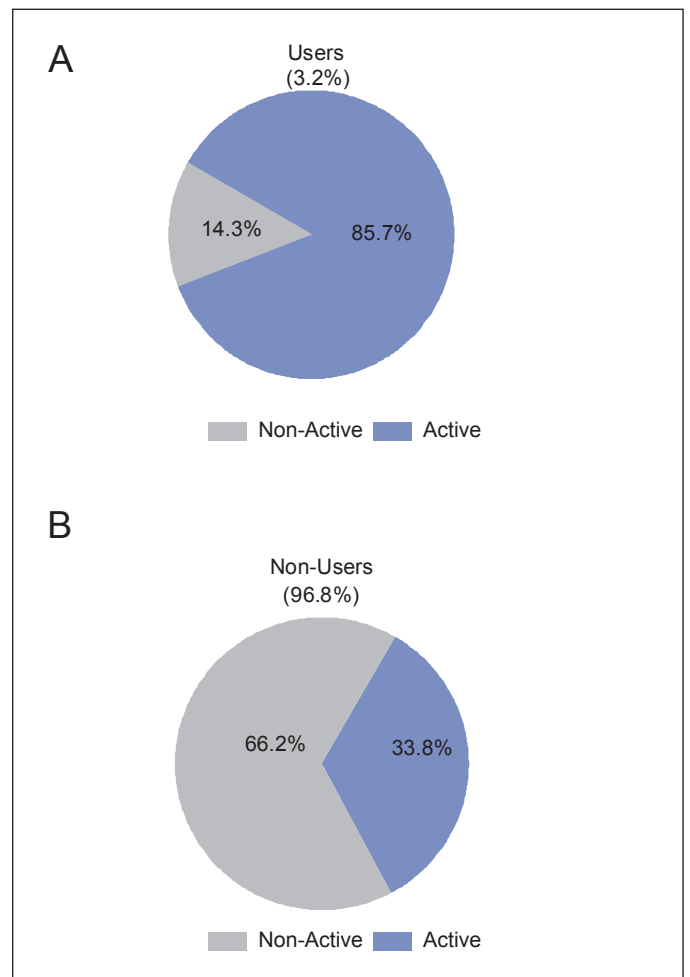 A
Users
(3.2%)
14.3%
85.7%
Non-Active Active
B
Non-Users
(96.8%)
66.2%
33.8%
Non-Active Active